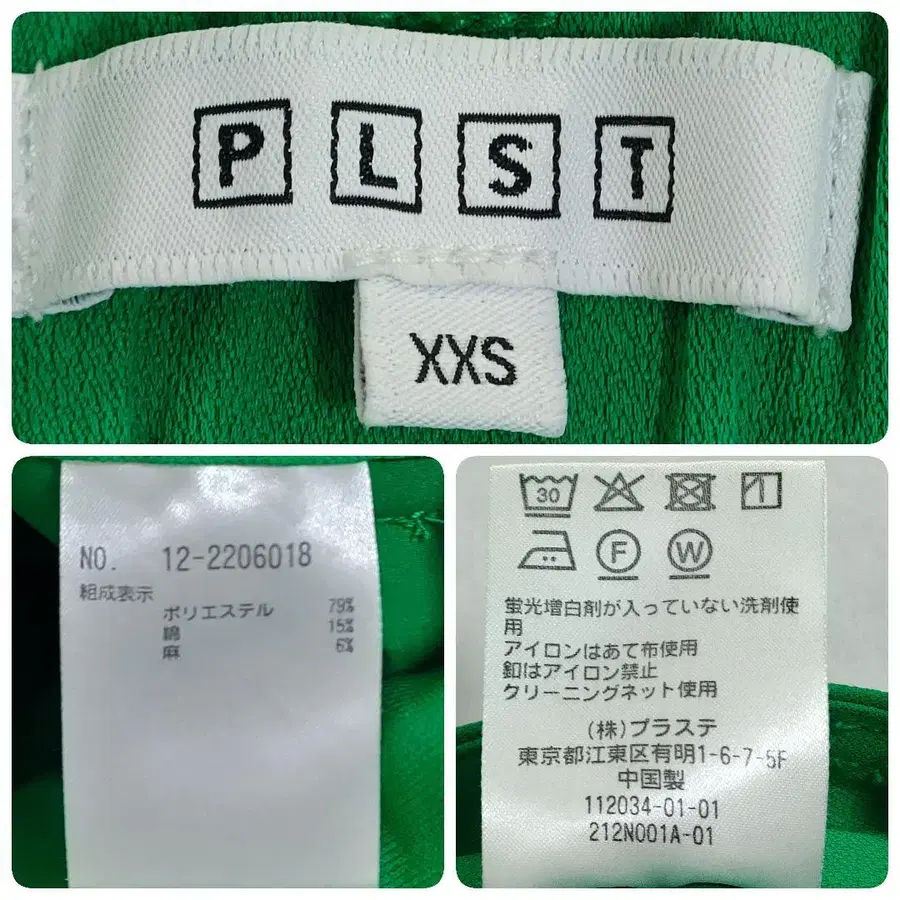 PLST
XXS
NO. 12-2206018
組成表示
ポリエステル 79%
綿 15%
麻 6%
30
F W
蛍光増白剤が入っていない洗剤使
用
アイロンはあて布使用
釦はアイロン禁止
クリーニングネット使用
(株)プラステ
東京都江東区有明1-6-7-5F
中国製
112034-01-01
212N001A-01